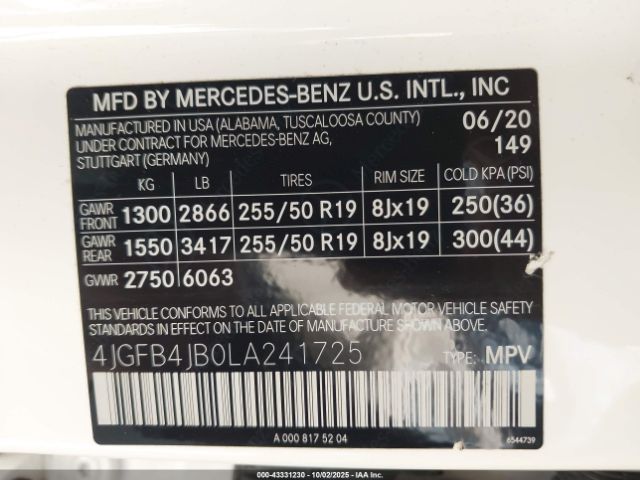 MFD BY MERCEDES-BENZ U.S. INTL., INC
MANUFACTURED IN USA (ALABAMA, TUSCALOOSA COUNTY) 06/20
UNDER CONTRACT FOR MERCEDES-BENZ AG, 149
STUTTGART (GERMANY)
KG LB TIRES RIM SIZE COLD KPA (PSI)
GAWR FRONT 1300 2866 255/50 R19 8Jx19 250(36)
GAWR REAR 1550 3417 255/50 R19 8Jx19 300(44)
GVWR 2750 6063
THIS VEHICLE CONFORMS TO ALL APPLICABLE FEDERAL MOTOR VEHICLE SAFETY
STANDARDS IN EFFECT ON THE DATE OF MANUFACTURE SHOWN ABOVE.
4JGFB4JB0LA241725 TYPE: MPV
A 000 817 52 04
6544739
000-43331230 - 10/02/2025 - IAA Inc.